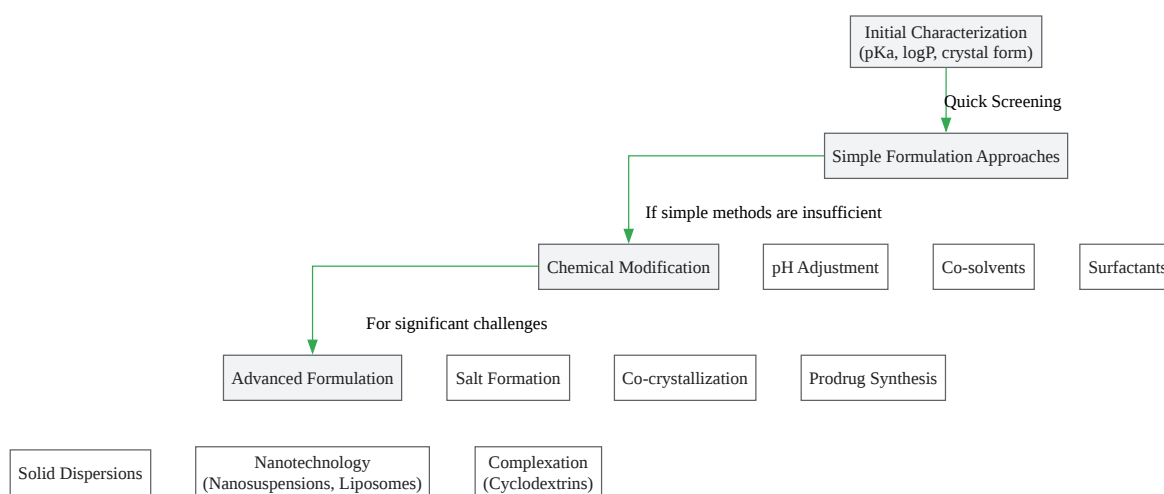 Initial Characterization
(pKa, logP, crystal form)
Quick Screening
Simple Formulation Approaches
If simple methods are insufficient
Chemical Modification
pH Adjustment
Co-solvents
Surfactants
For significant challenges
Advanced Formulation
Salt Formation
Co-crystallization
Prodrug Synthesis
Solid Dispersions
Nanotechnology
(Nanosuspensions, Liposomes)
Complexation
(Cyclodextrins)